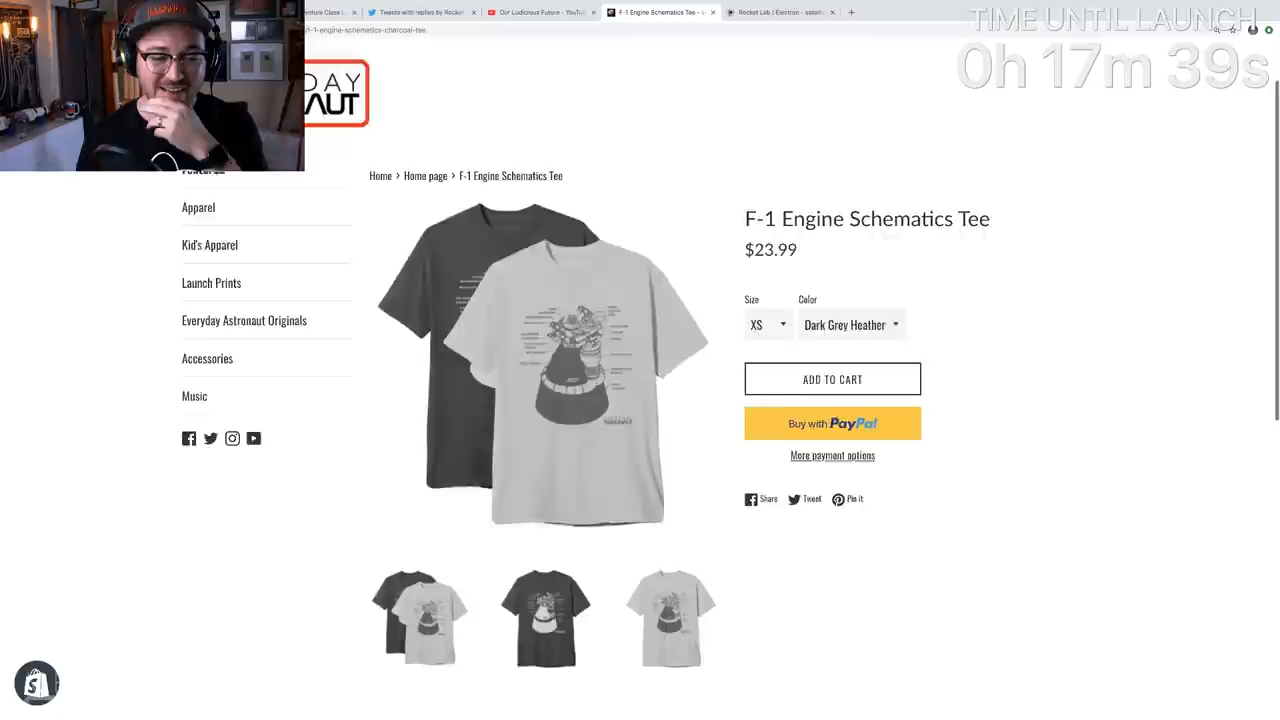 Tweets with replies by Rocket
Our Ludicrous Future - YouTu
F-1 Engine Schematics Tee - 
Rocket Lab | Electron - satell
-1-engine-schematics-charcoal-tee
TIME UNTIL LAUNCH
0h 17m 39s
DAY
AUT
Home > Home page > F-1 Engine Schematics Tee
Apparel
Kid's Apparel
Launch Prints
Everyday Astronaut Originals
Accessories
Music
F-1 Engine Schematics Tee
$23.99
Size Color
XS Dark Grey Heather
ADD TO CART
Buy with PayPal
More payment options
Share Tweet Pin it